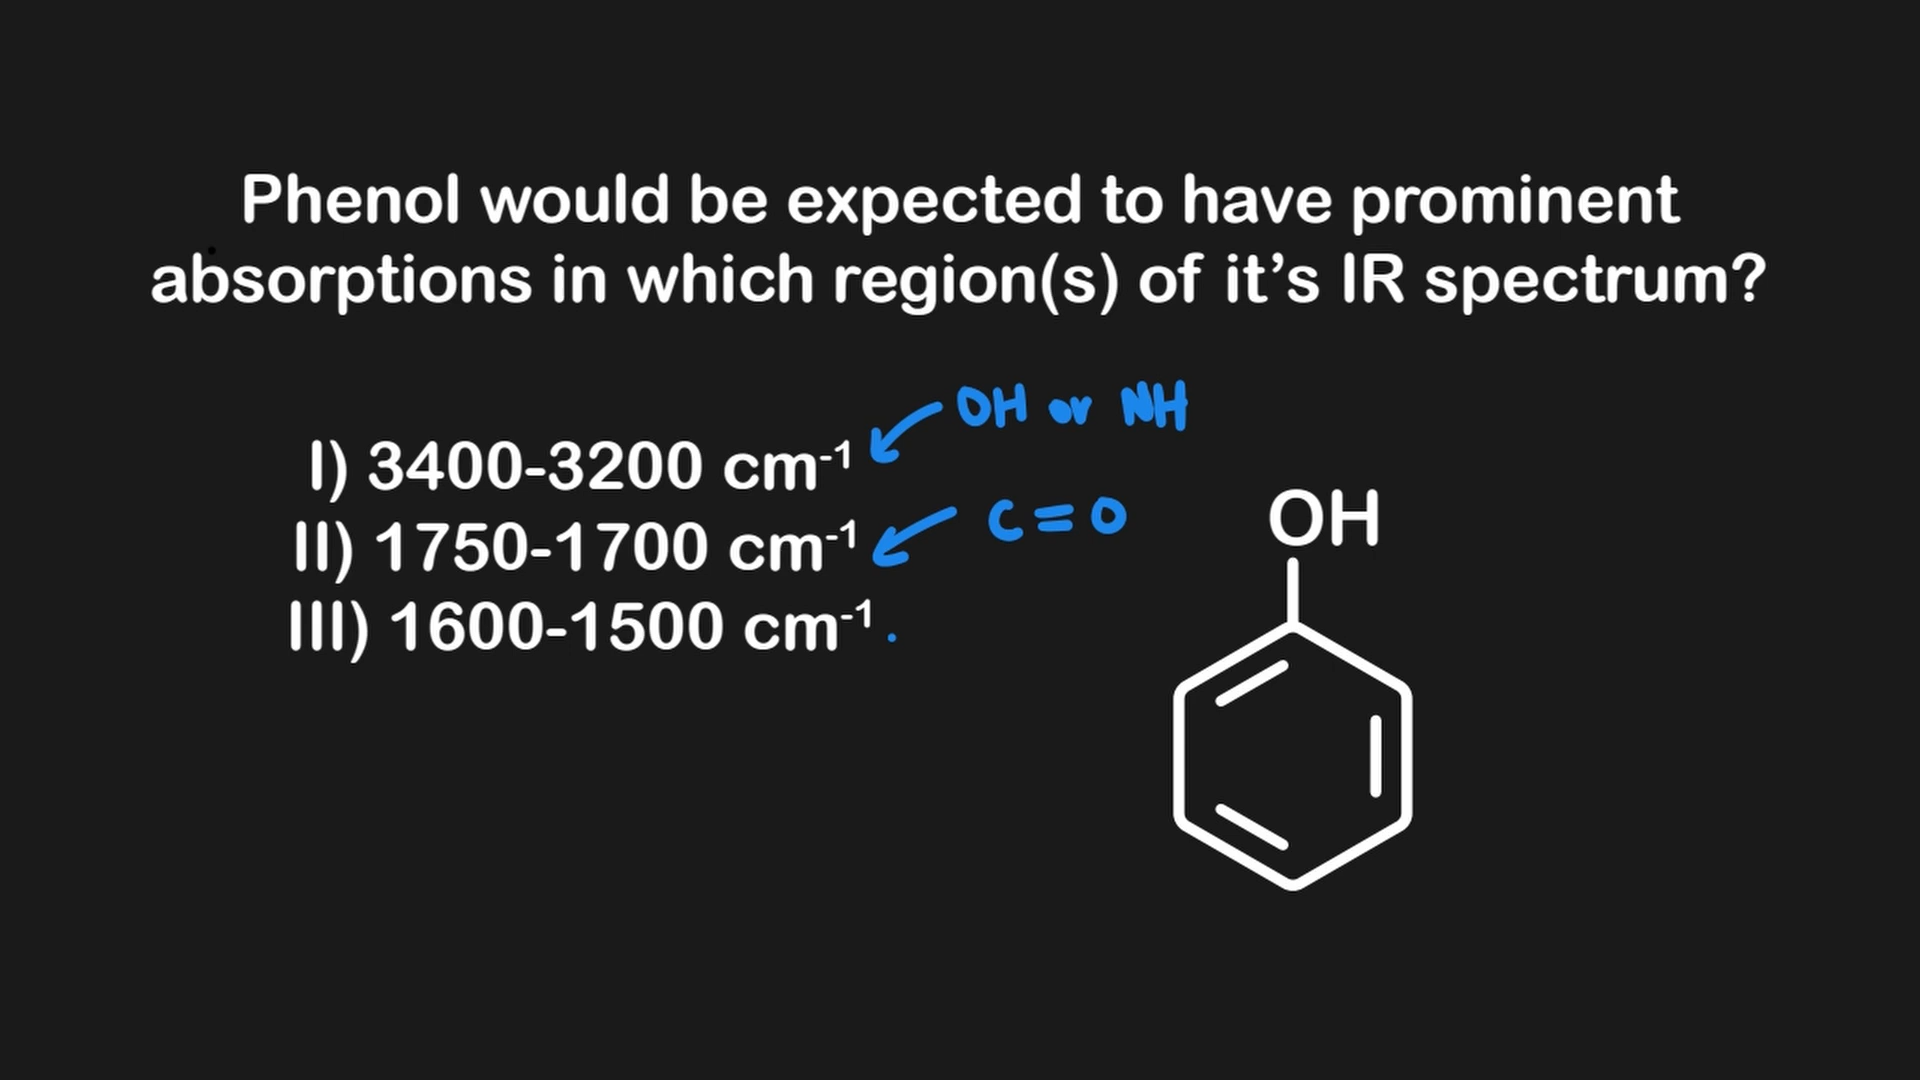 Phenol would be expected to have prominent
absorptions in which region(s) of it’s IR spectrum?
OH or NH
I) 3400-3200 cm⁻¹
C=O
II) 1750-1700 cm⁻¹
OH
III) 1600-1500 cm⁻¹